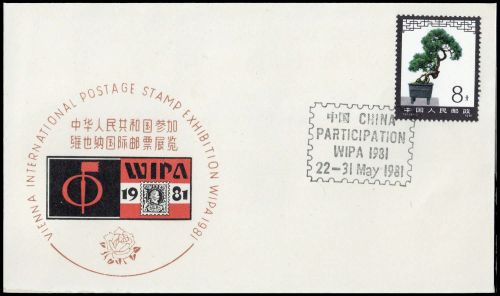 VIENNA INTERNATIONAL POSTAGE STAMP EXHIBITION WIPA 1981
中华人民共和国参加
维也纳国际邮票展览
WIPA
1981
8分
中国人民邮政
中国 CHINA
PARTICIPATION
WIPA 1981
22-31 May 1981